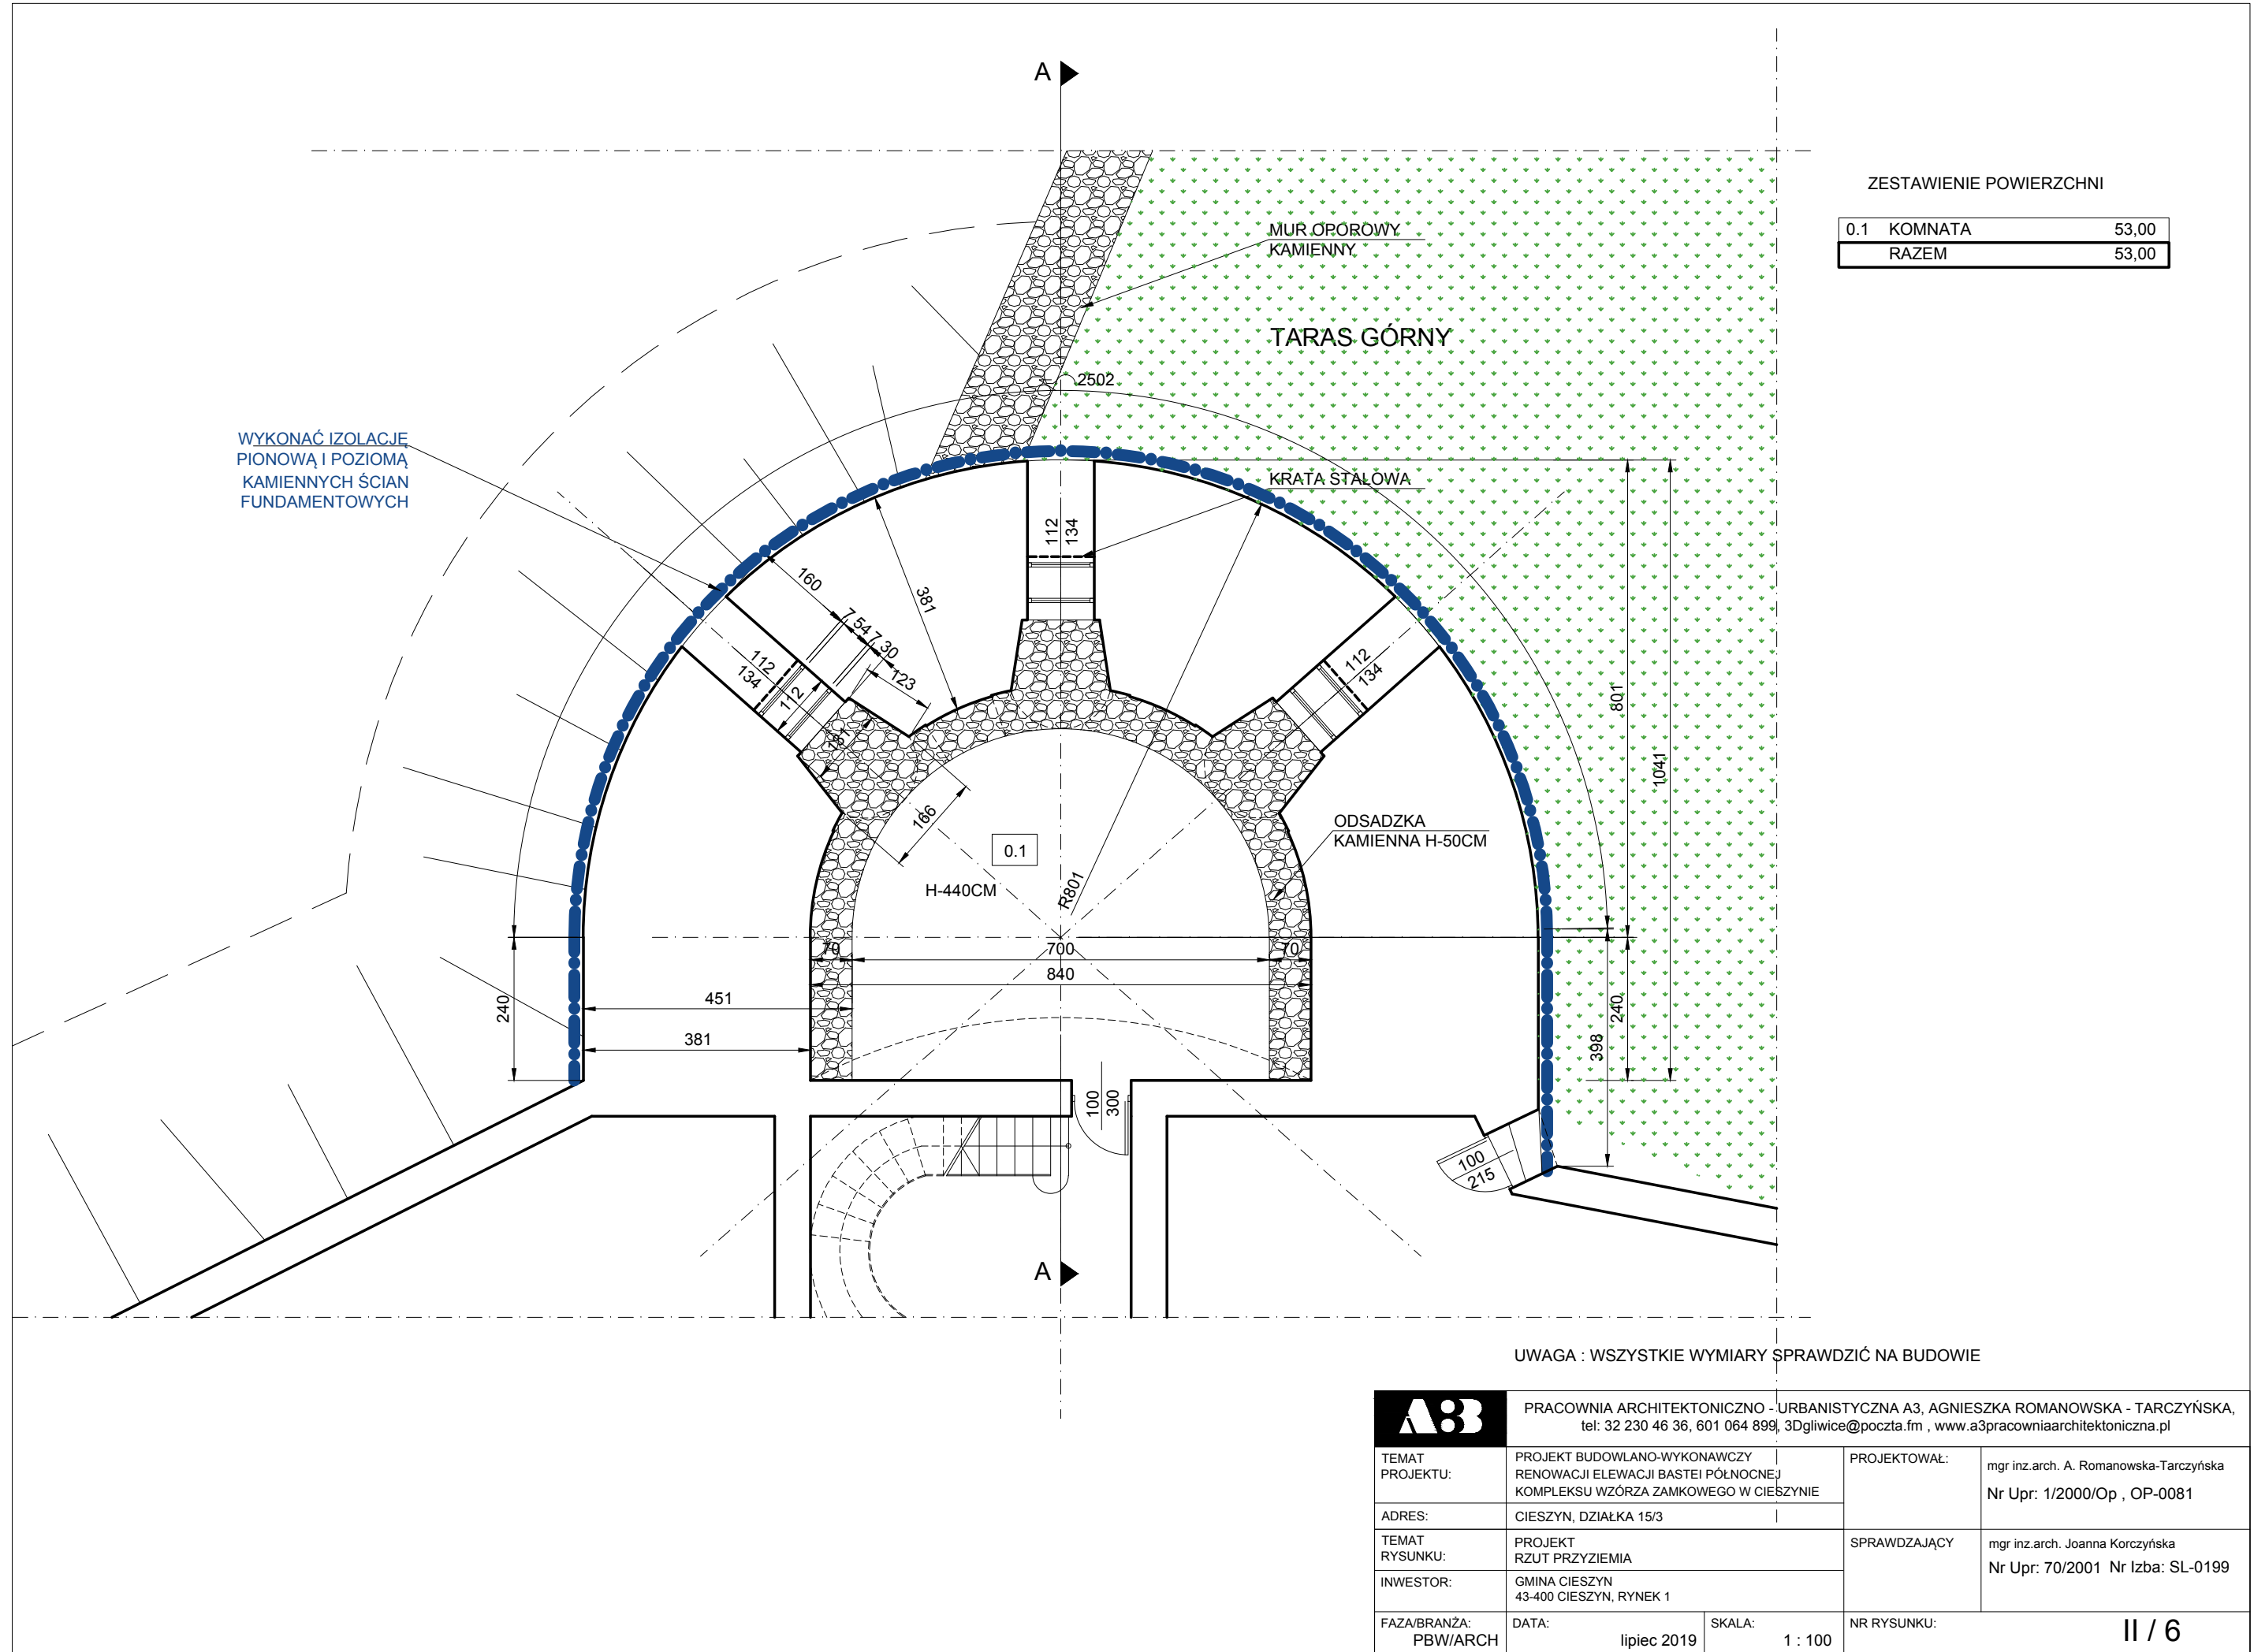 A
ZESTAWIENIE POWIERZCHNI
0.1 KOMNATA 53,00
RAZEM 53,00
MUR OPOROWY
KAMIENNY
TARAS GÓRNY
2502
WYKONAĆ IZOLACJĘ
PIONOWĄ I POZIOMĄ
KAMIENNYCH ŚCIAN
FUNDAMENTOWYCH
KRATA STALOWA
112
134
160
381
7
54
7
30
123
112
134
112
131
166
112
134
801
1041
ODSADZKA
KAMIENNA H-50CM
0.1
H-440CM
R801
70
700
70
840
451
381
240
240
398
100
300
100
215
A
UWAGA : WSZYSTKIE WYMIARY SPRAWDZIĆ NA BUDOWIE
A3
PRACOWNIA ARCHITEKTONICZNO - URBANISTYCZNA A3, AGNIESZKA ROMANOWSKA - TARCZYŃSKA,
tel: 32 230 46 36, 601 064 899, 3Dgliwice@poczta.fm , www.a3pracowniaarchitektoniczna.pl
TEMAT
PROJEKTU:
PROJEKT BUDOWLANO-WYKONAWCZY
RENOWACJI ELEWACJI BASTEI PÓŁNOCNEJ
KOMPLEKSU WZÓRZA ZAMKOWEGO W CIESZYNIE
PROJEKTOWAŁ:
mgr inz.arch. A. Romanowska-Tarczyńska
Nr Upr: 1/2000/Op , OP-0081
ADRES:
CIESZYN, DZIAŁKA 15/3
TEMAT
RYSUNKU:
PROJEKT
RZUT PRZYZIEMIA
SPRAWDZAJĄCY
mgr inz.arch. Joanna Korczyńska
Nr Upr: 70/2001 Nr Izba: SL-0199
INWESTOR:
GMINA CIESZYN
43-400 CIESZYN, RYNEK 1
FAZA/BRANŻA:
PBW/ARCH
DATA:
lipiec 2019
SKALA:
1 : 100
NR RYSUNKU:
II / 6